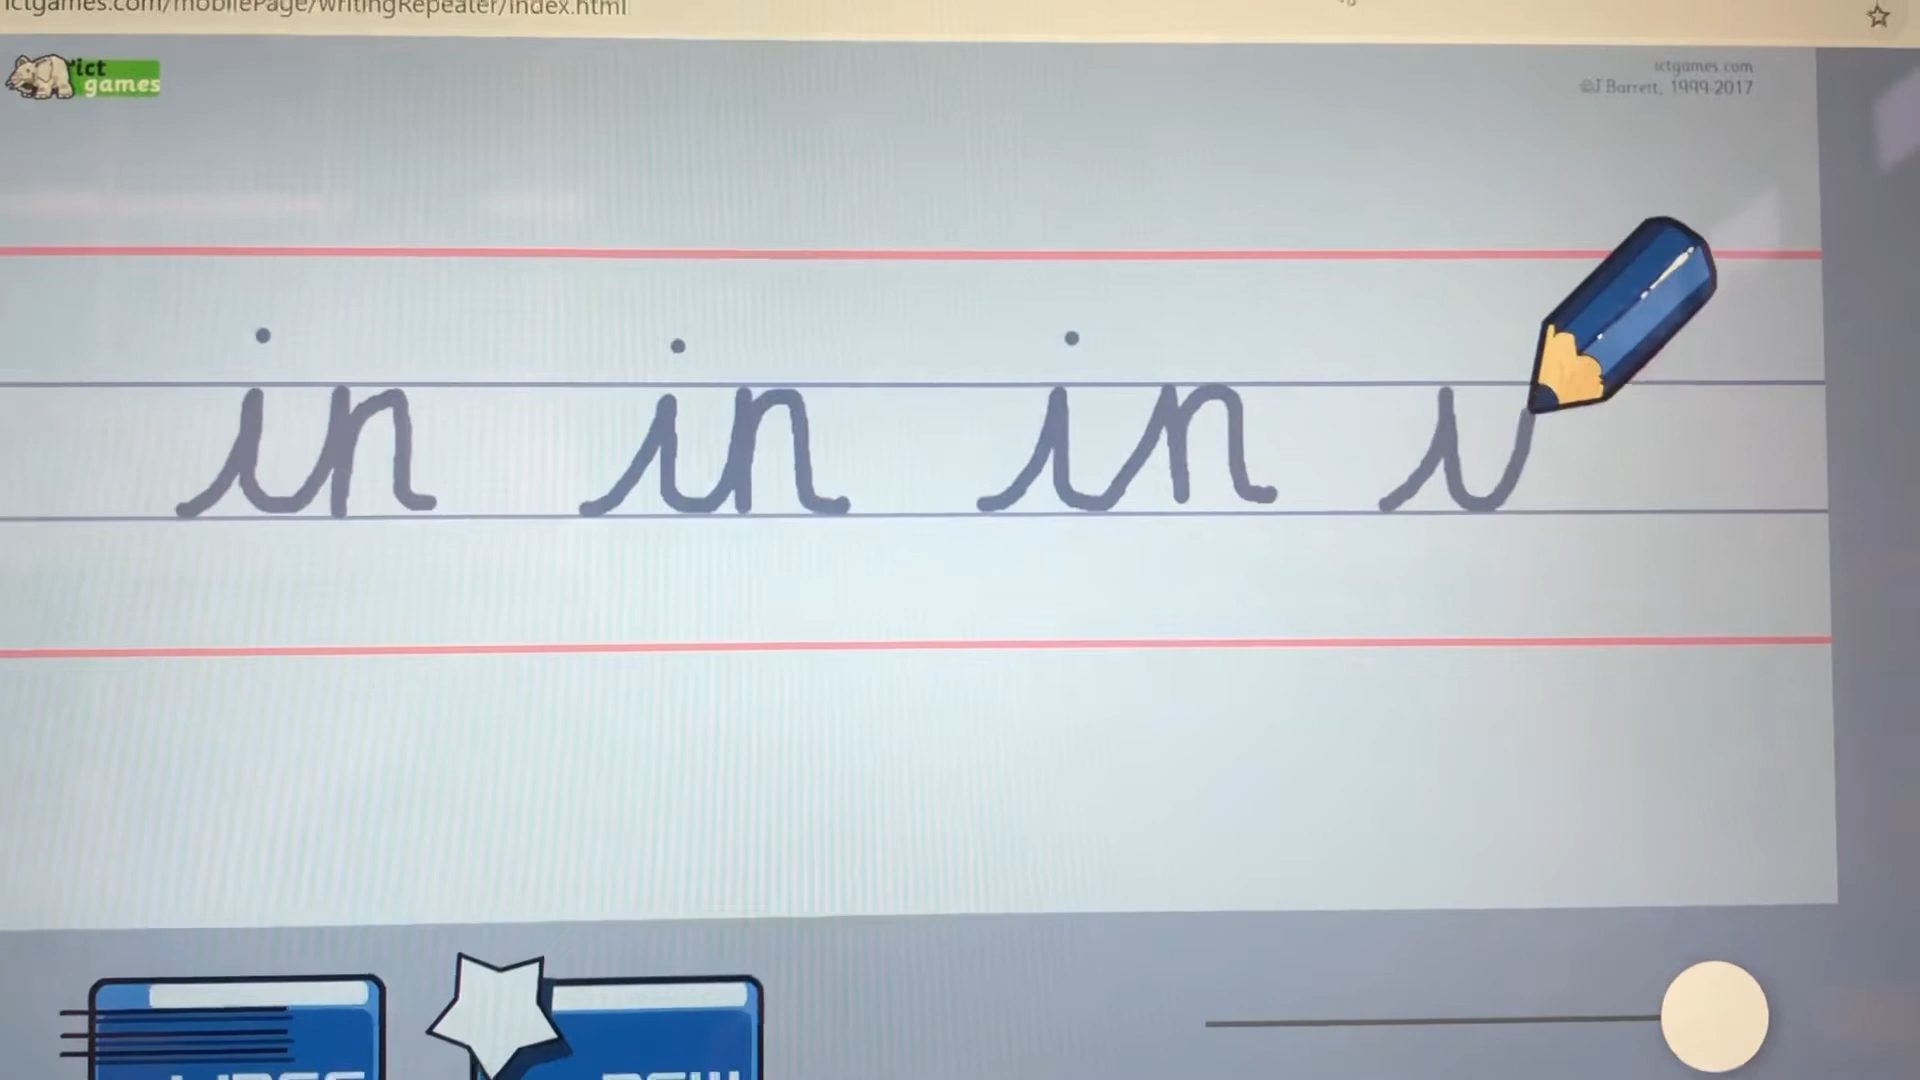 ictgames.com/mobilePage/writingRepeater/index.html
ict
games
ictgames.com
©J Barrett, 1999-2017
in in in i